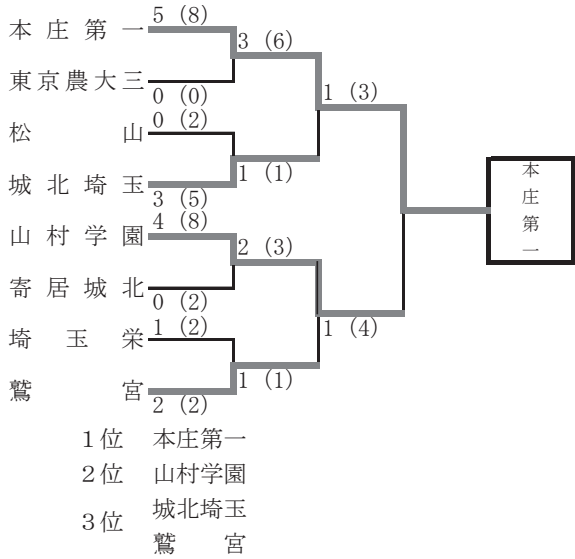 5 (8)
本庄第一
3 (6)
東京農大三
0 (0)
1 (3)
0 (2)
松山
1 (1)
城北埼玉
3 (5)
本庄第一
4 (8)
山村学園
2 (3)
寄居城北
0 (2)
1 (4)
1 (2)
埼玉栄
1 (1)
鷲宮
2 (2)
1位 本庄第一
2位 山村学園
3位 城北埼玉
鷲宮